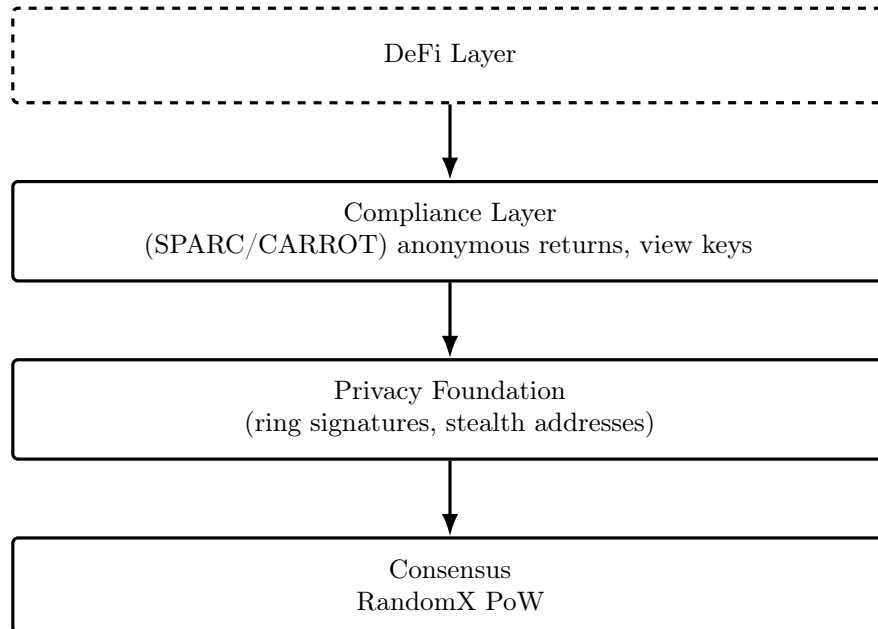 DeFi Layer
Compliance Layer
(SPARC/CARROT) anonymous returns, view keys
Privacy Foundation
(ring signatures, stealth addresses)
Consensus
RandomX PoW